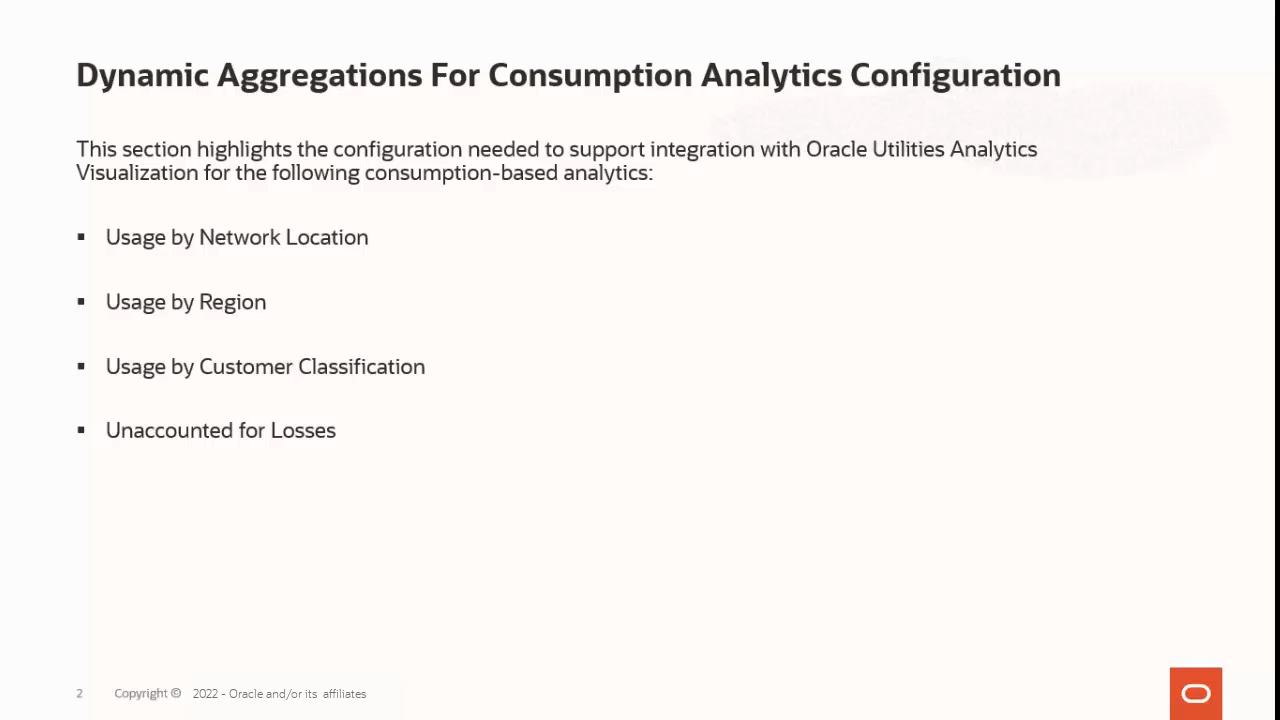 Dynamic Aggregations For Consumption Analytics Configuration
This section highlights the configuration needed to support integration with Oracle Utilities Analytics
Visualization for the following consumption-based analytics:
▪ Usage by Network Location
▪ Usage by Region
▪ Usage by Customer Classification
▪ Unaccounted for Losses
2 Copyright © 2022 - Oracle and/or its affiliates